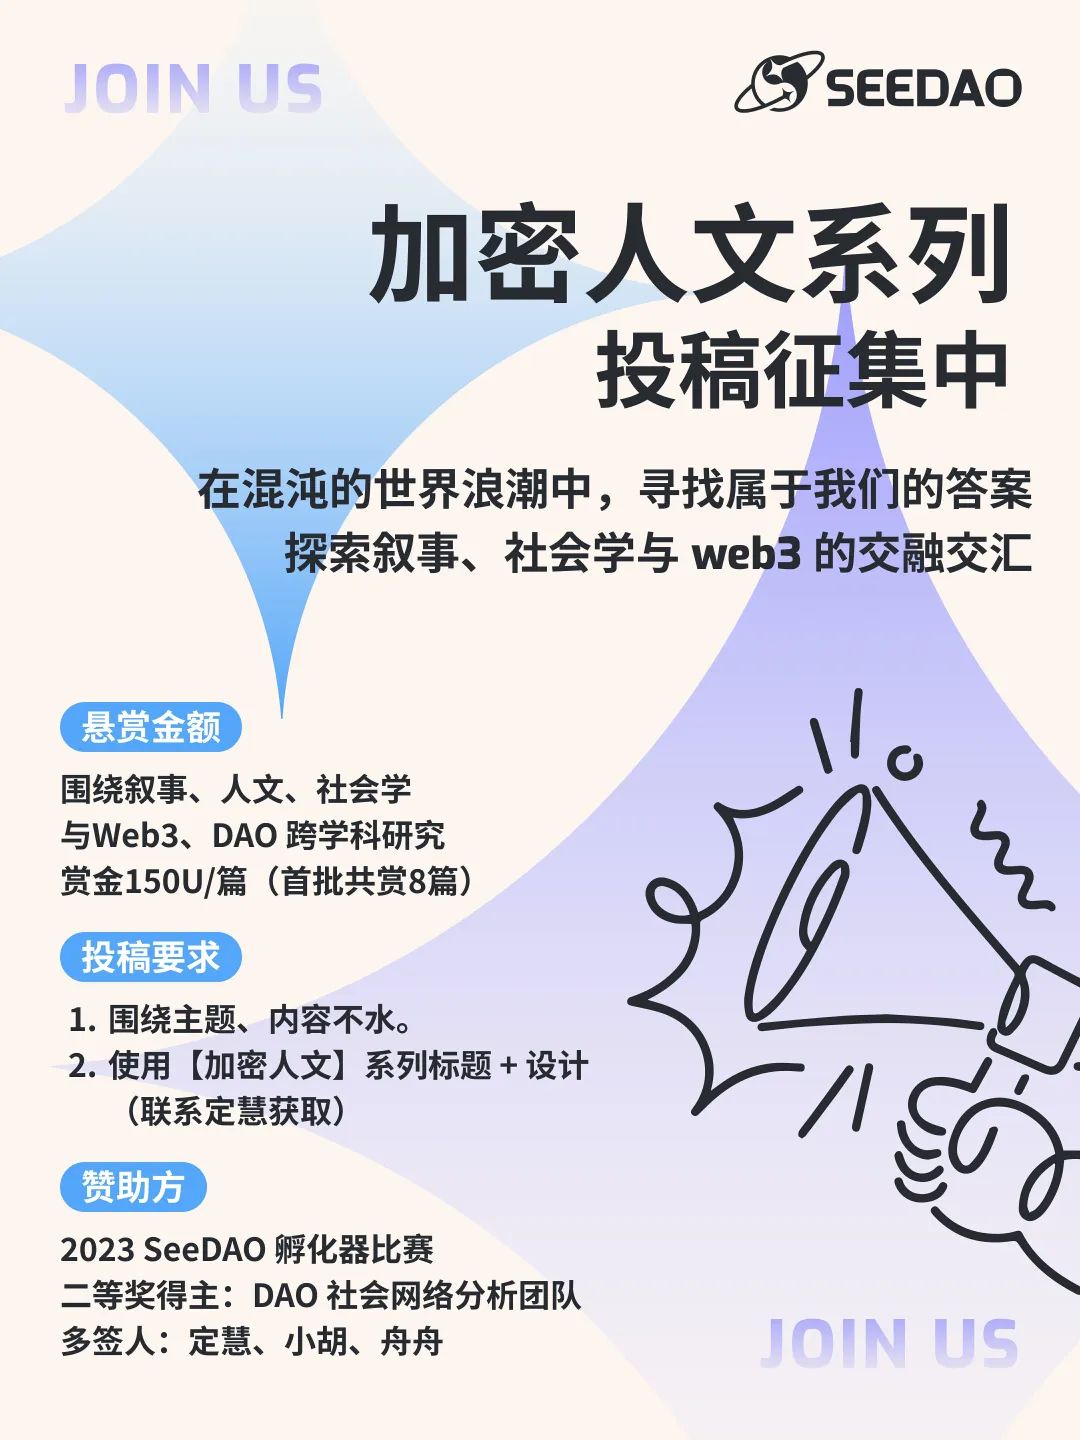 JOIN US
SEEDAO
加密人文系列
投稿征集中
在混沌的世界浪潮中，寻找属于我们的答案
探索叙事、社会学与 web3 的交融交汇
悬赏金额
围绕叙事、人文、社会学
与Web3、DAO 跨学科研究
赏金150U/篇（首批共赏8篇）
投稿要求
1. 围绕主题、内容不水。
2. 使用【加密人文】系列标题 + 设计
（联系定慧获取）
赞助方
2023 SeeDAO 孵化器比赛
二等奖得主：DAO 社会网络分析团队
多签人：定慧、小胡、舟舟
JOIN US